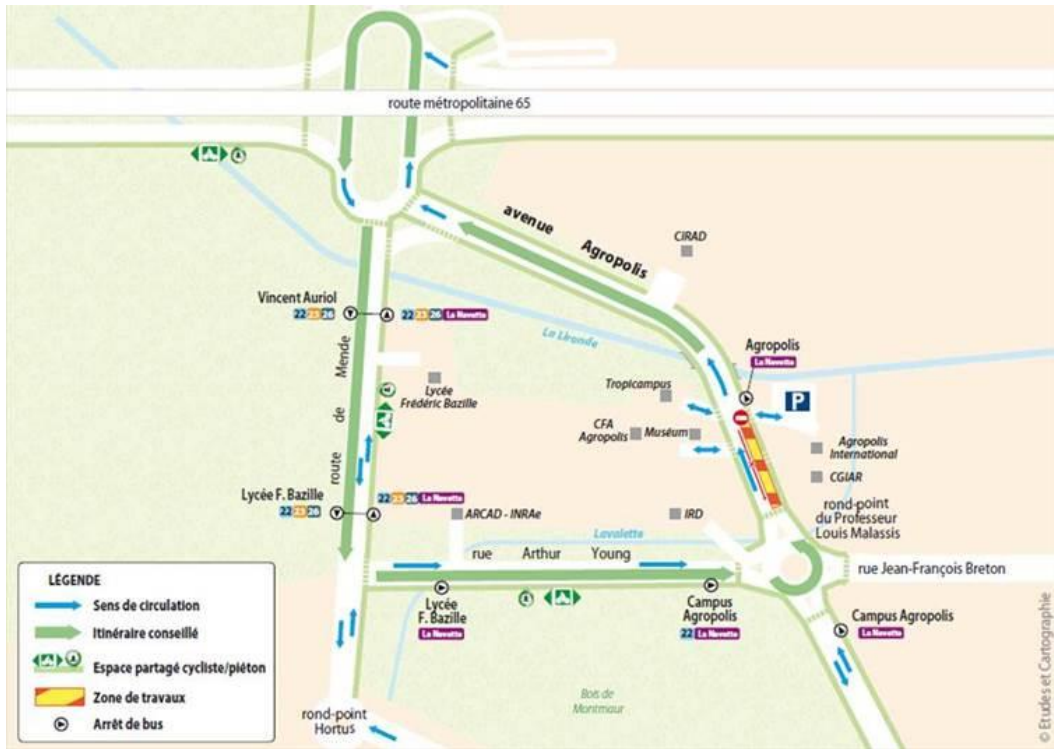 route métropolitaine 65
avenue Agropolis
CIRAD
Vincent Auriol
22 23 26
22 23 26 La Navette
La Lironde
Agropolis
La Navette
route de Mende
Lycée
Frédéric Bazille
Tropicampus
P
CFA
Agropolis
Muséum
Agropolis
International
CGIAR
Lycée F. Bazille
22 23 26
22 23 26 La Navette
ARCAD - INRAe
IRD
rond-point
du Professeur
Louis Malassis
Lavalette
rue Arthur Young
rue Jean-François Breton
LÉGENDE
Sens de circulation
Itinéraire conseillé
Espace partagé cycliste/piéton
Zone de travaux
Arrêt de bus
Lycée
F. Bazille
La Navette
Campus
Agropolis
22 La Navette
Campus Agropolis
La Navette
Bois de
Montmaur
rond-point
Hortus
© Etudes et Cartographie